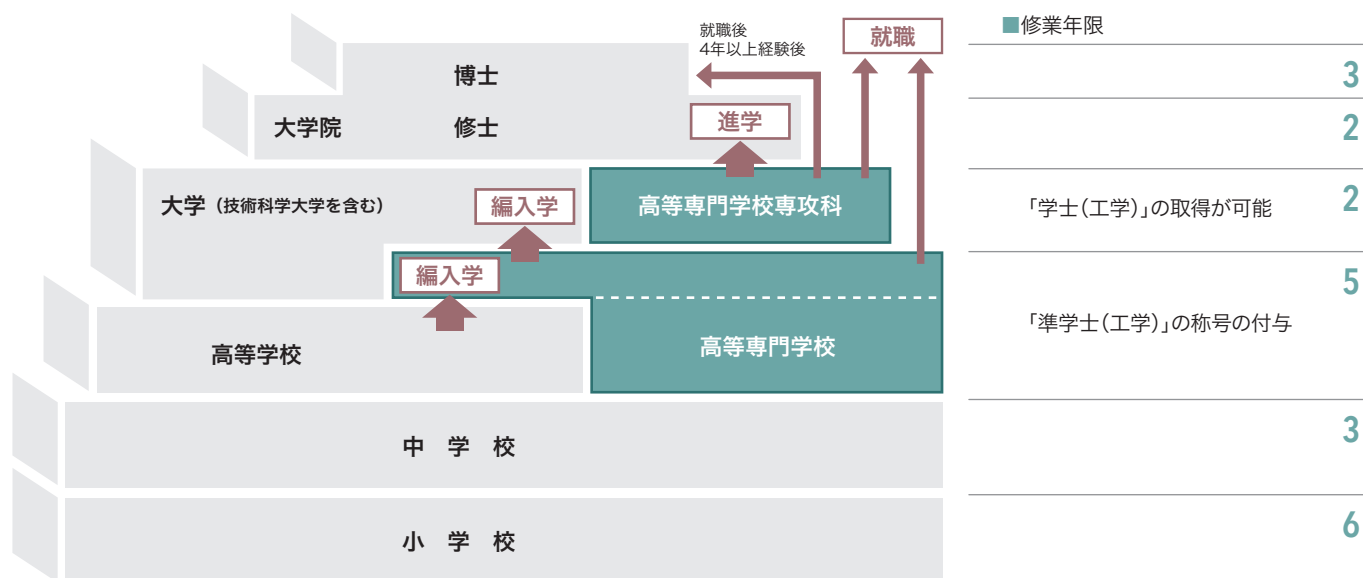 就職後
4年以上経験後
就職
■修業年限
博士
3
大学院
修士
進学
2
大学（技術科学大学を含む）
編入学
高等専門学校専攻科
「学士（工学）」の取得が可能
2
編入学
5
高等学校
高等専門学校
「準学士（工学）」の称号の付与
中 学 校
3
小 学 校
6